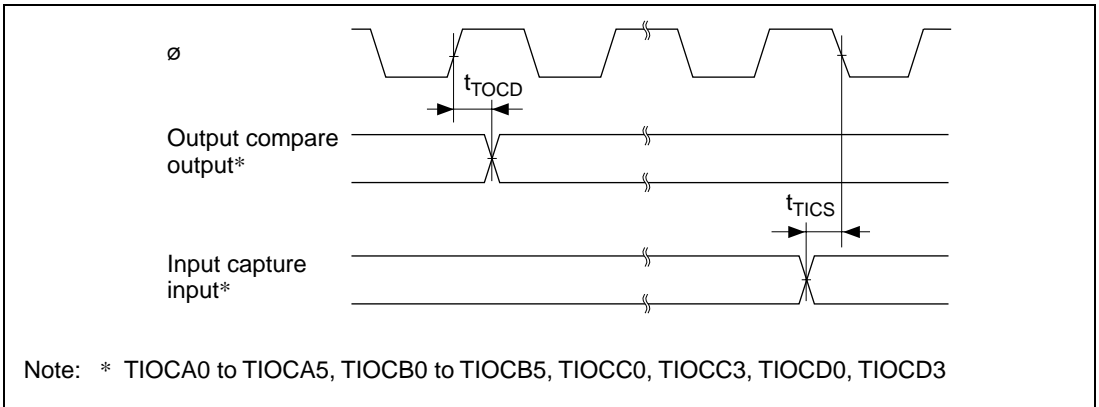 ø
tTOCD
Output compare
output*
tTICS
Input capture
input*
Note: * TIOCA0 to TIOCA5, TIOCB0 to TIOCB5, TIOCC0, TIOCC3, TIOCD0, TIOCD3